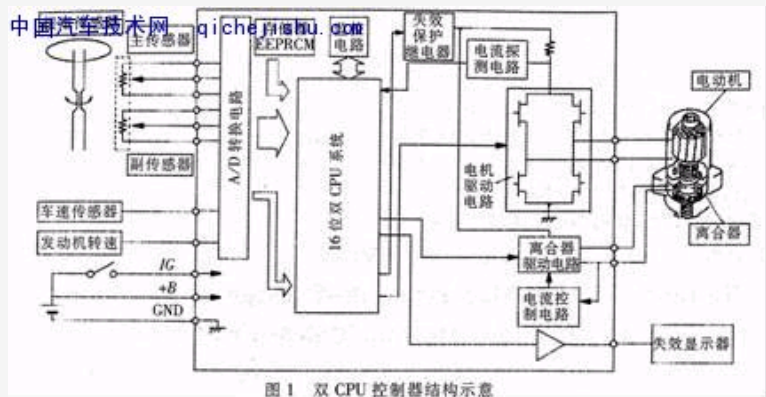 中国汽车技术网 qicheji.shu.com
主传感器
EEPRCM
电路
失效
保护
继电器
电流探
测电路
电动机
A/D转换电路
16位双CPU系统
电机
驱动
电路
副传感器
车速传感器
离合器
发动机转速
离合器
驱动电路
IG
+B
GND
电流控
制电路
失效显示器
图1 双CPU控制器结构示意